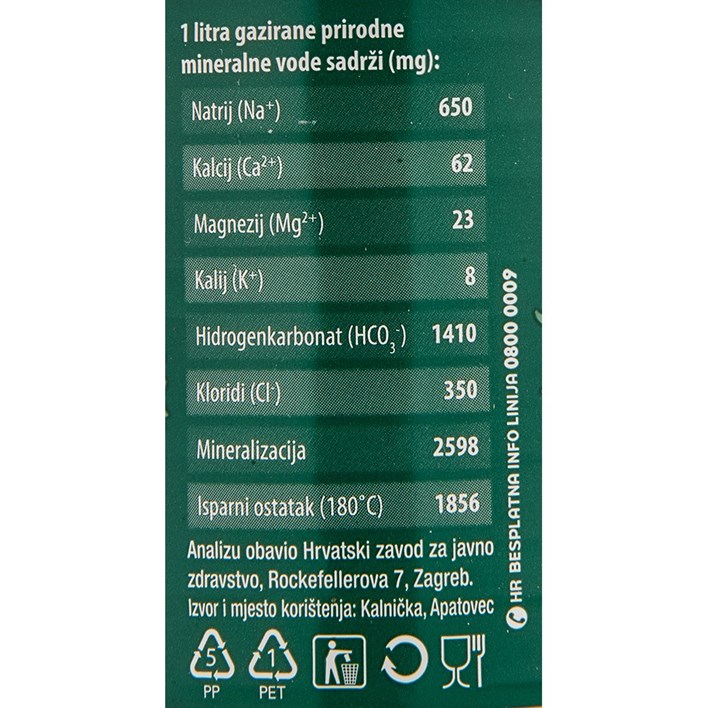 1 litra gazirane prirodne
mineralne vode sadrži (mg):
Natrij (Na⁺) 650
Kalcij (Ca²⁺) 62
Magnezij (Mg²⁺) 23
Kalij (K⁺) 8
Hidrogenkarbonat (HCO₃⁻) 1410
Kloridi (Cl⁻) 350
Mineralizacija 2598
Isparni ostatak (180˚C) 1856
Analizu obavio Hrvatski zavod za javno
zdravstvo, Rockefellerova 7, Zagreb.
Izvor i mjesto korištenja: Kalnička, Apatovec
5 1
PP PET
HR BESPLATNA INFO LINIJA 0800 0009